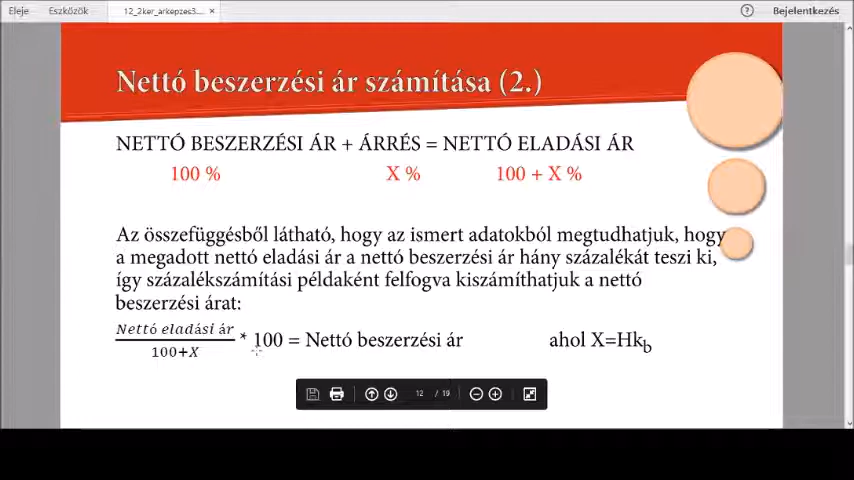 Eleje Eszközök 12_2ker_arkepzes3.... × ? Bejelentkezés
Nettó beszerzési ár számítása (2.)
NETTÓ BESZERZÉSI ÁR + ÁRRÉS = NETTÓ ELADÁSI ÁR
100 % X % 100 + X %
Az összefüggésből látható, hogy az ismert adatokból megtudhatjuk, hogy
a megadott nettó eladási ár a nettó beszerzési ár hány százalékát teszi ki,
így százalékszámítási példaként felfogva kiszámíthatjuk a nettó
beszerzési árat:
Nettó eladási ár
100+X
* 100 = Nettó beszerzési ár ahol X=Hkb
12 / 19